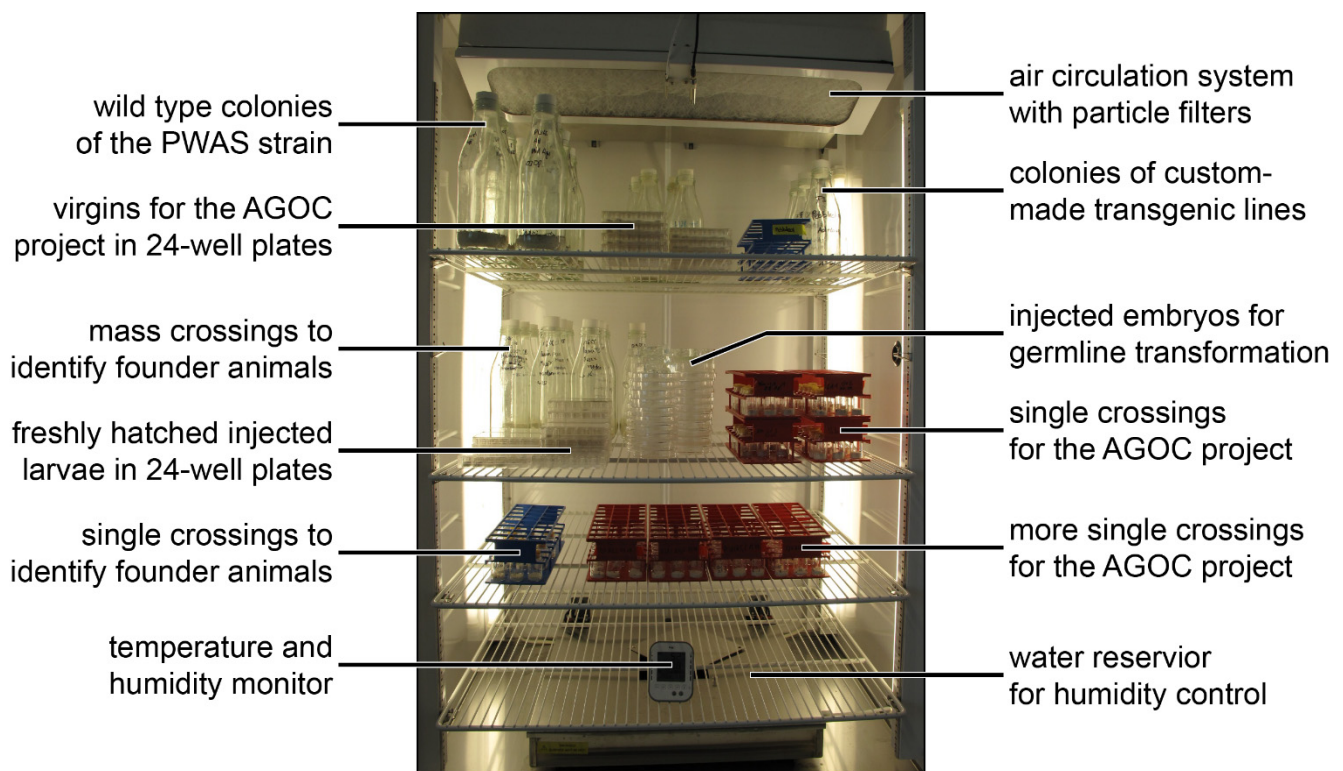 wild type colonies
of the PWAS strain
virgins for the AGOC
project in 24-well plates
mass crossings to
identify founder animals
freshly hatched injected
larvae in 24-well plates
single crossings to
identify founder animals
temperature and
humidity monitor
air circulation system
with particle filters
colonies of custom-
made transgenic lines
injected embryos for
germline transformation
single crossings
for the AGOC project
more single crossings
for the AGOC project
water reservior
for humidity control